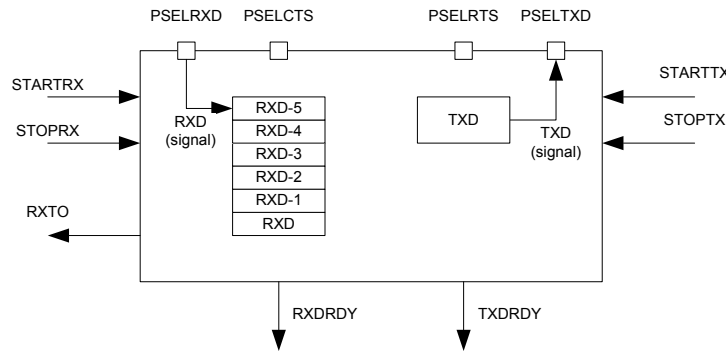 PSELRXD PSELCTS PSELRTS PSELTXD
STARTRX
STARTTX
RXD-5
RXD
(signal)
RXD-4
TXD
TXD
(signal)
STOPRX
STOPTX
RXD-3
RXD-2
RXD-1
RXTO
RXD
RXDRDY
TXDRDY